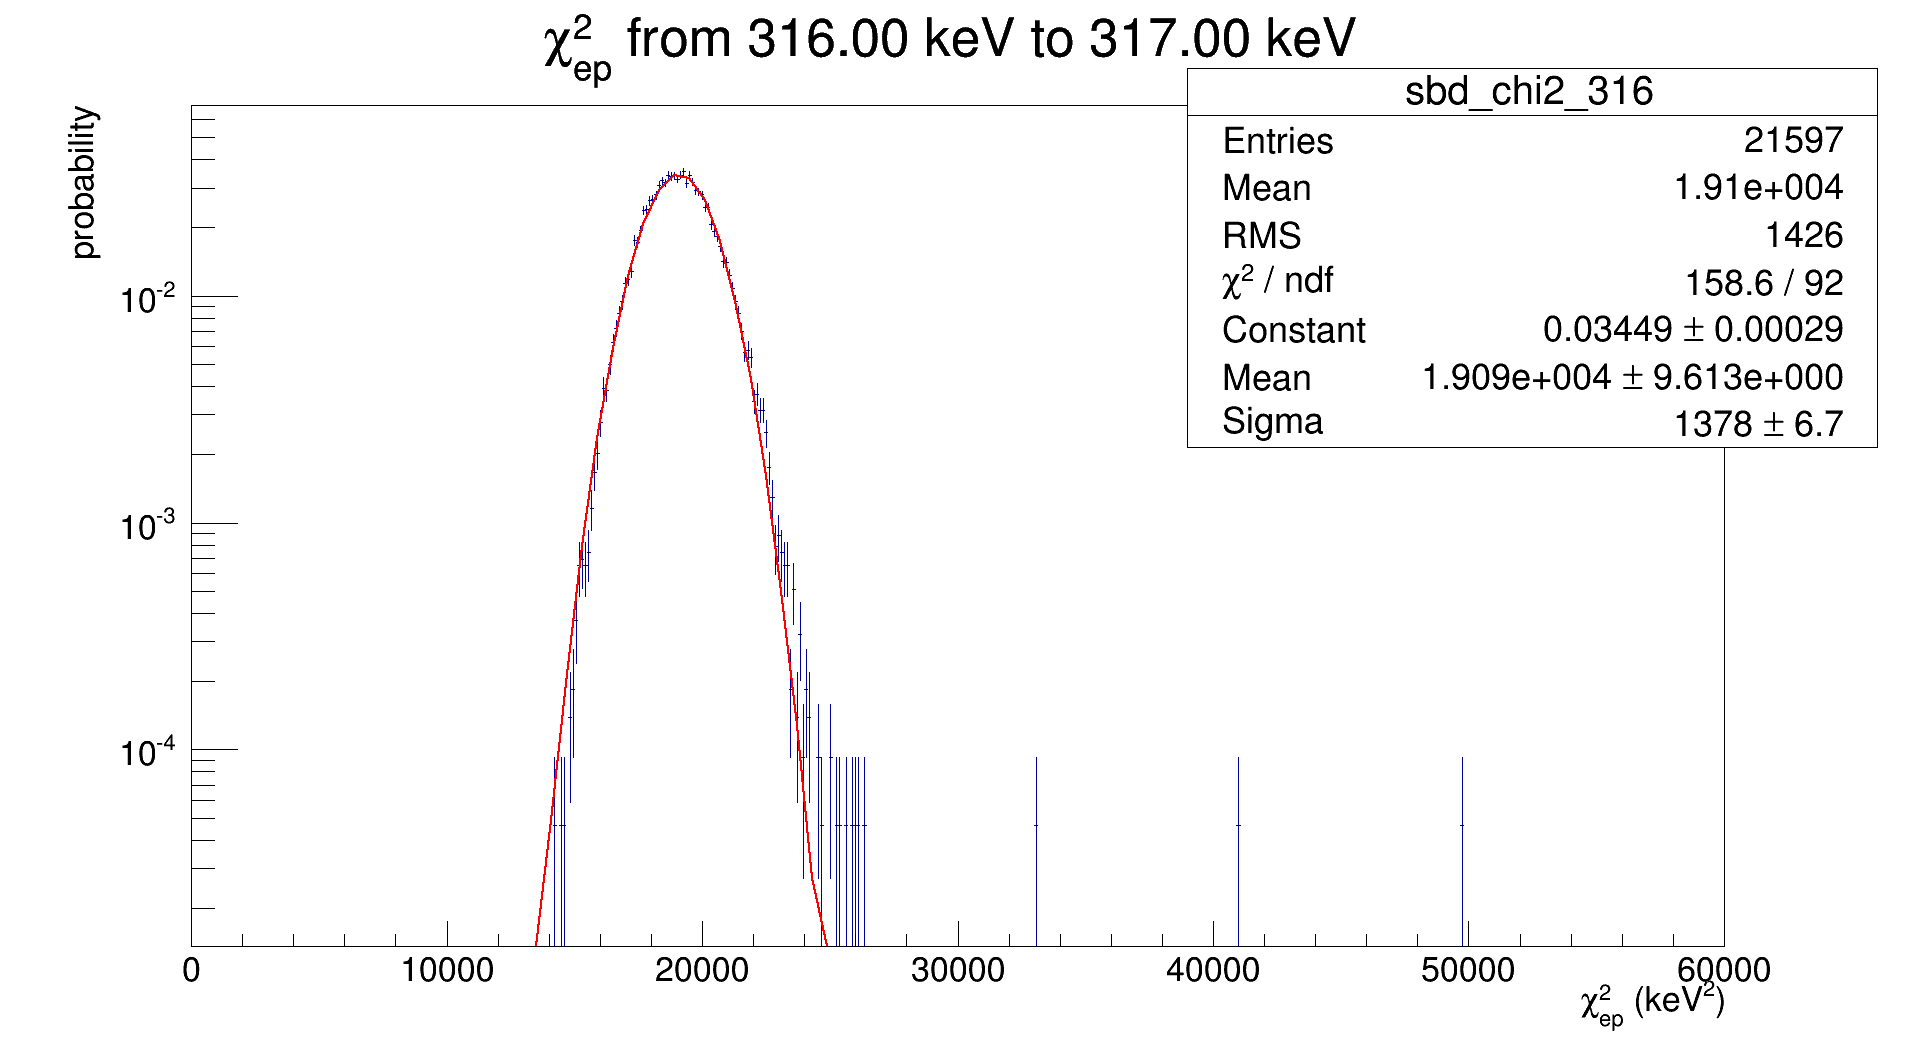 χ²ep from 316.00 keV to 317.00 keV
sbd_chi2_316
Entries 21597
Mean 1.91e+004
RMS 1426
χ² / ndf 158.6 / 92
Constant 0.03449 ± 0.00029
Mean 1.909e+004 ± 9.613e+000
Sigma 1378 ± 6.7
probability
10⁻²
10⁻³
10⁻⁴
0 10000 20000 30000 40000 50000 60000
χ²ep (keV²)